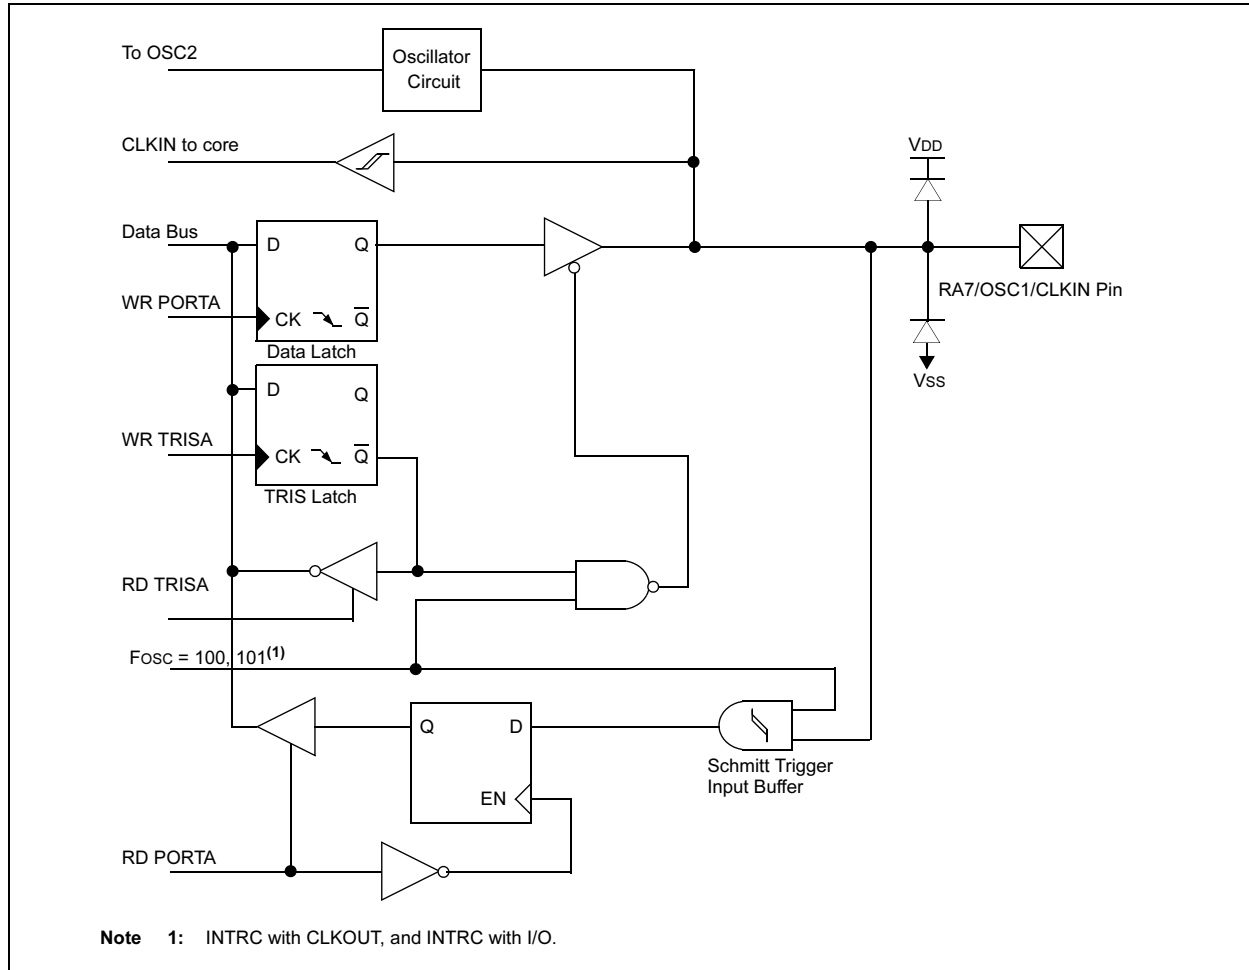 To OSC2
Oscillator
Circuit
CLKIN to core
VDD
Data Bus
D
Q
WR PORTA
CK
Q̅
RA7/OSC1/CLKIN Pin
Data Latch
VSS
D
Q
WR TRISA
CK
Q̅
TRIS Latch
RD TRISA
FOSC = 100, 101(1)
Q
D
Schmitt Trigger
Input Buffer
EN
RD PORTA
Note 1: INTRC with CLKOUT, and INTRC with I/O.